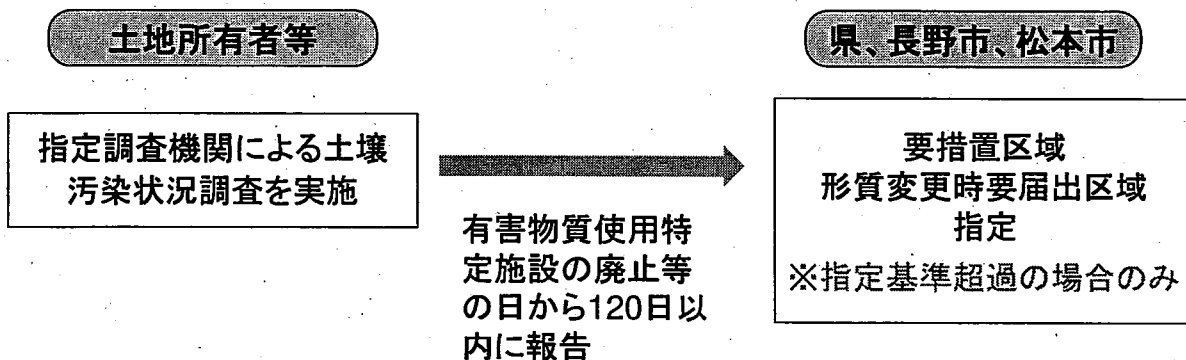 土地所有者等
県、長野市、松本市
指定調査機関による土壌
汚染状況調査を実施
有害物質使用特
定施設の廃止等
の日から120日以
内に報告
要措置区域
形質変更時要届出区域
指定
※指定基準超過の場合のみ